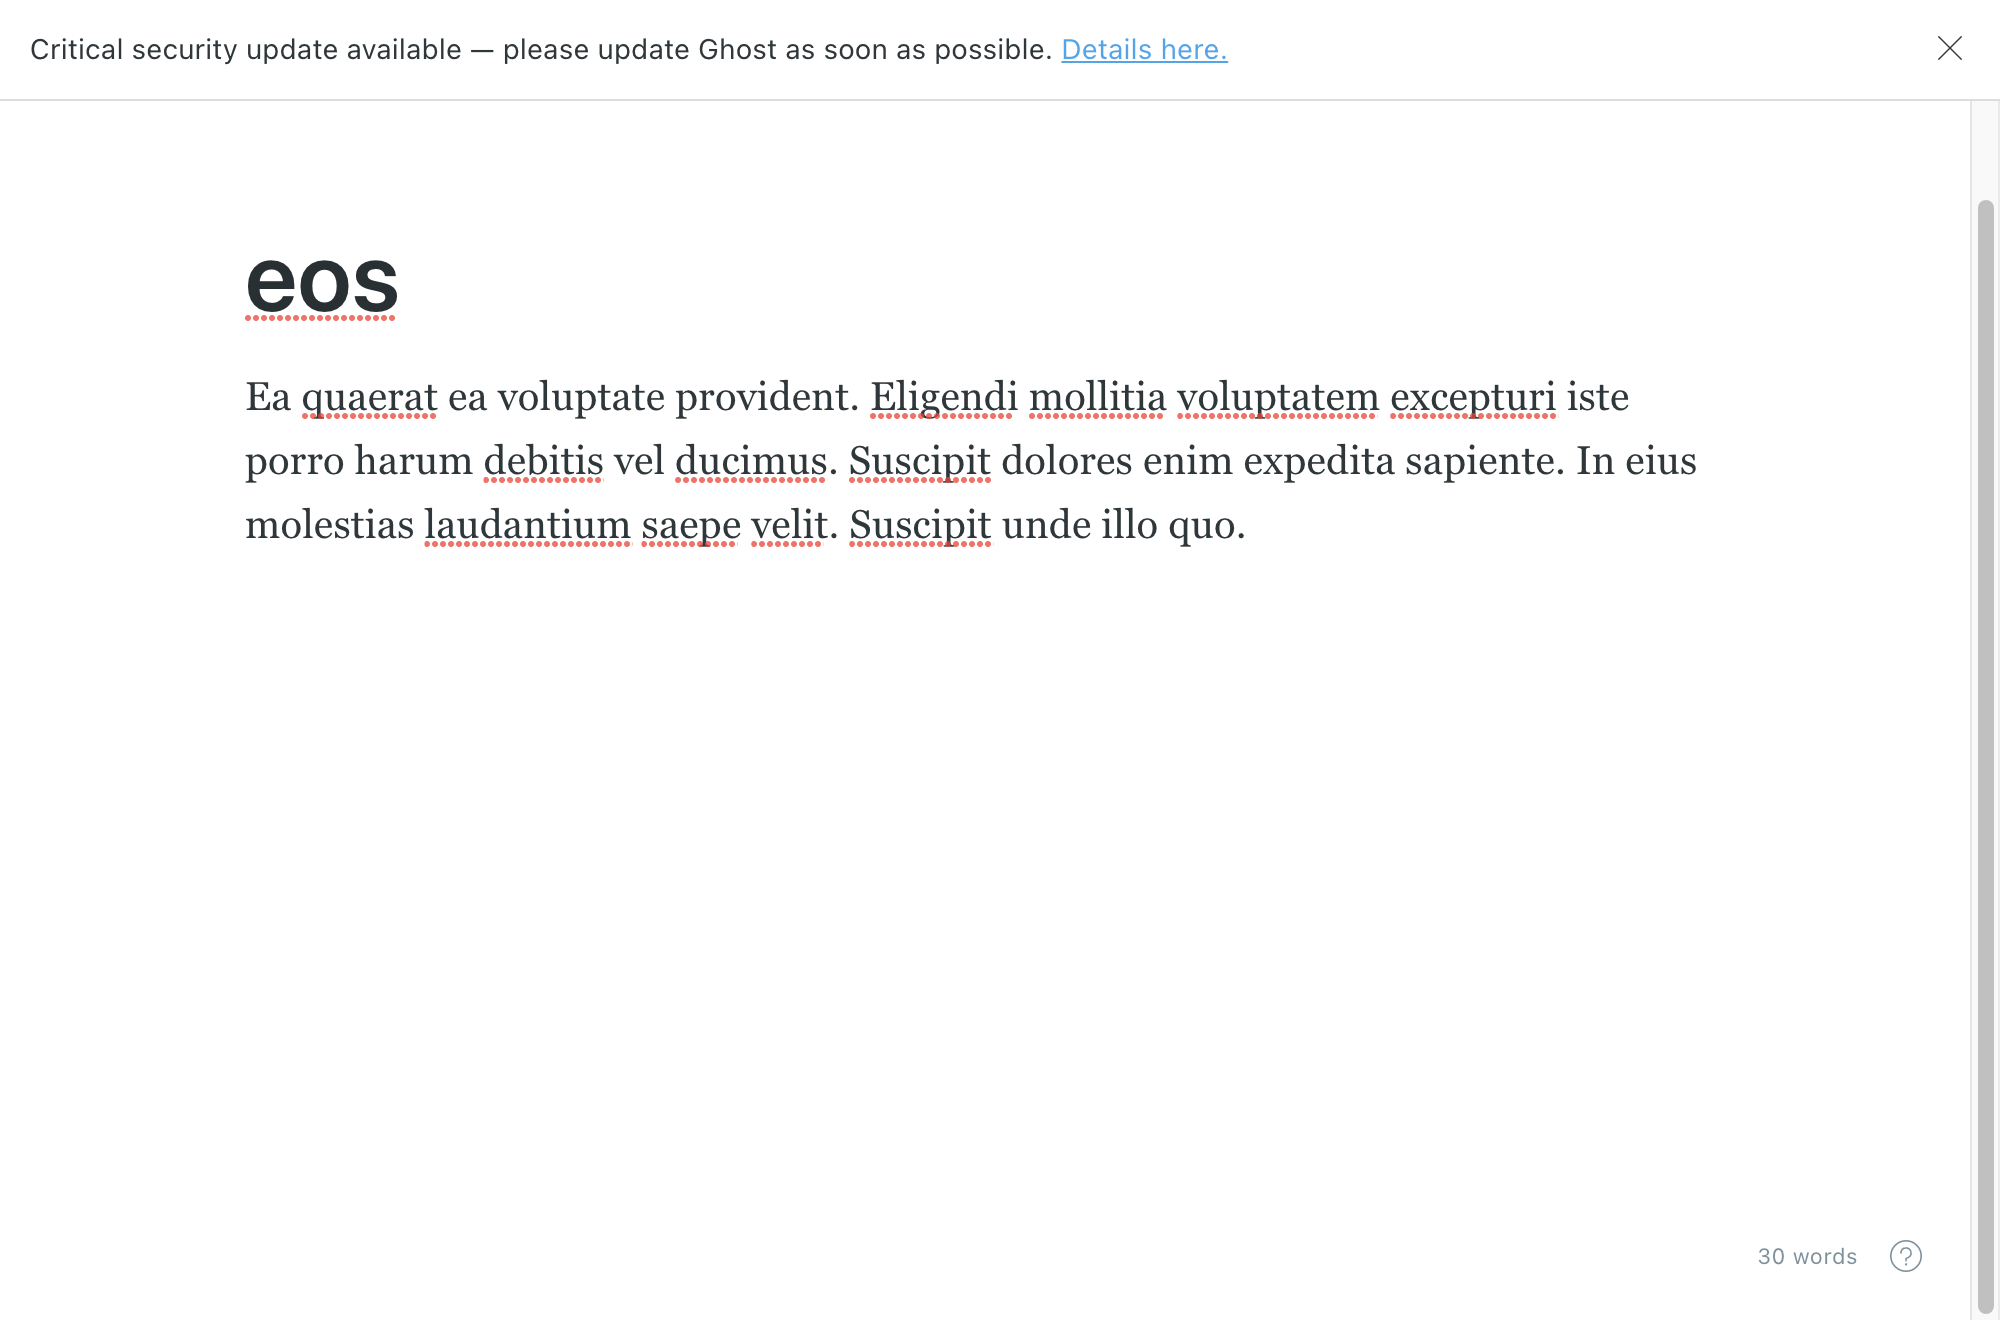 Critical security update available — please update Ghost as soon as possible. Details here.
eos
Ea quaerat ea voluptate provident. Eligendi mollitia voluptatem excepturi iste
porro harum debitis vel ducimus. Suscipit dolores enim expedita sapiente. In eius
molestias laudantium saepe velit. Suscipit unde illo quo.
30 words
?